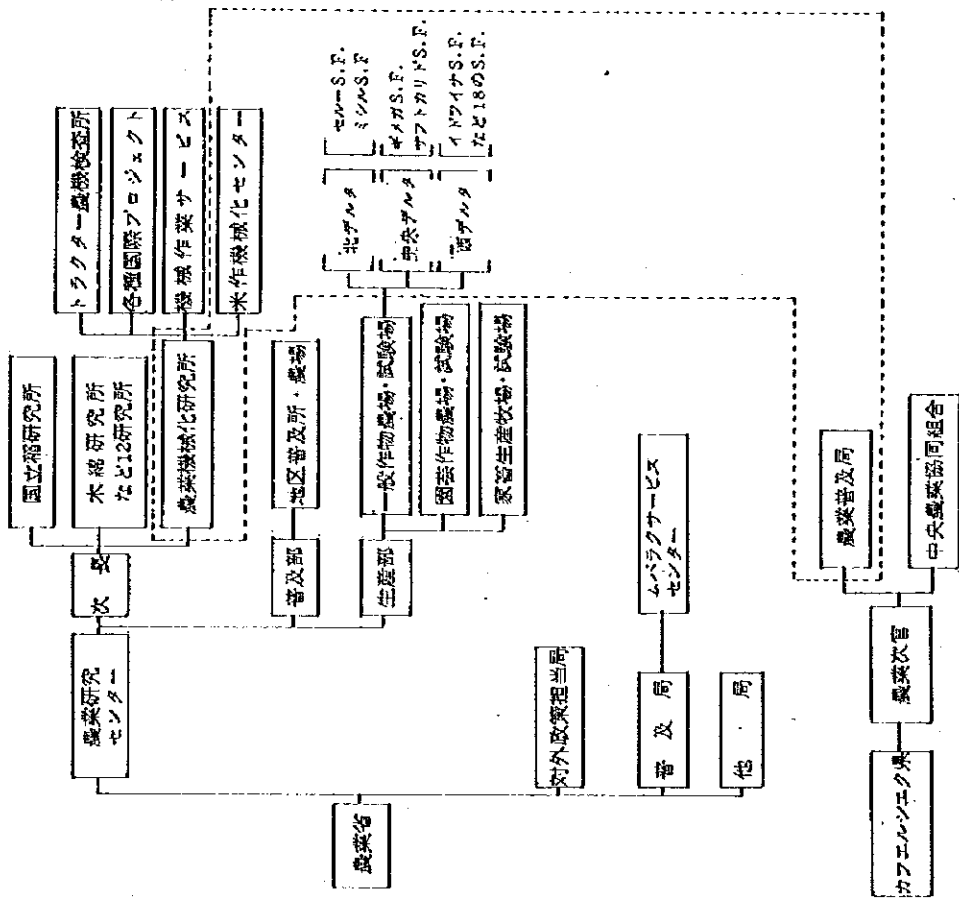 農業省
農業研究
センター
次長
国立稲研究所
木綿研究所
など12研究所
農業機械化研究所
トラクター農機検査所
各種国際プロジェクト
機械作業サービス
米作機械化センター
普及部
地区普及所・農場
生産部
一般作物農場・試験場
北デルタ
セルーS.F.
ミシルS.F
中央デルタ
ギメガS.F.
サフトカリドS.F.
西デルタ
イドワイナS.F.
など18のS.F.
園芸作物農場・試験場
家畜生産牧場・試験場
対外政策担当局
普及局
ムバラクサービス
センター
他・局
カフエルシエク県
農業次官
農業普及局
中央農業協同組合